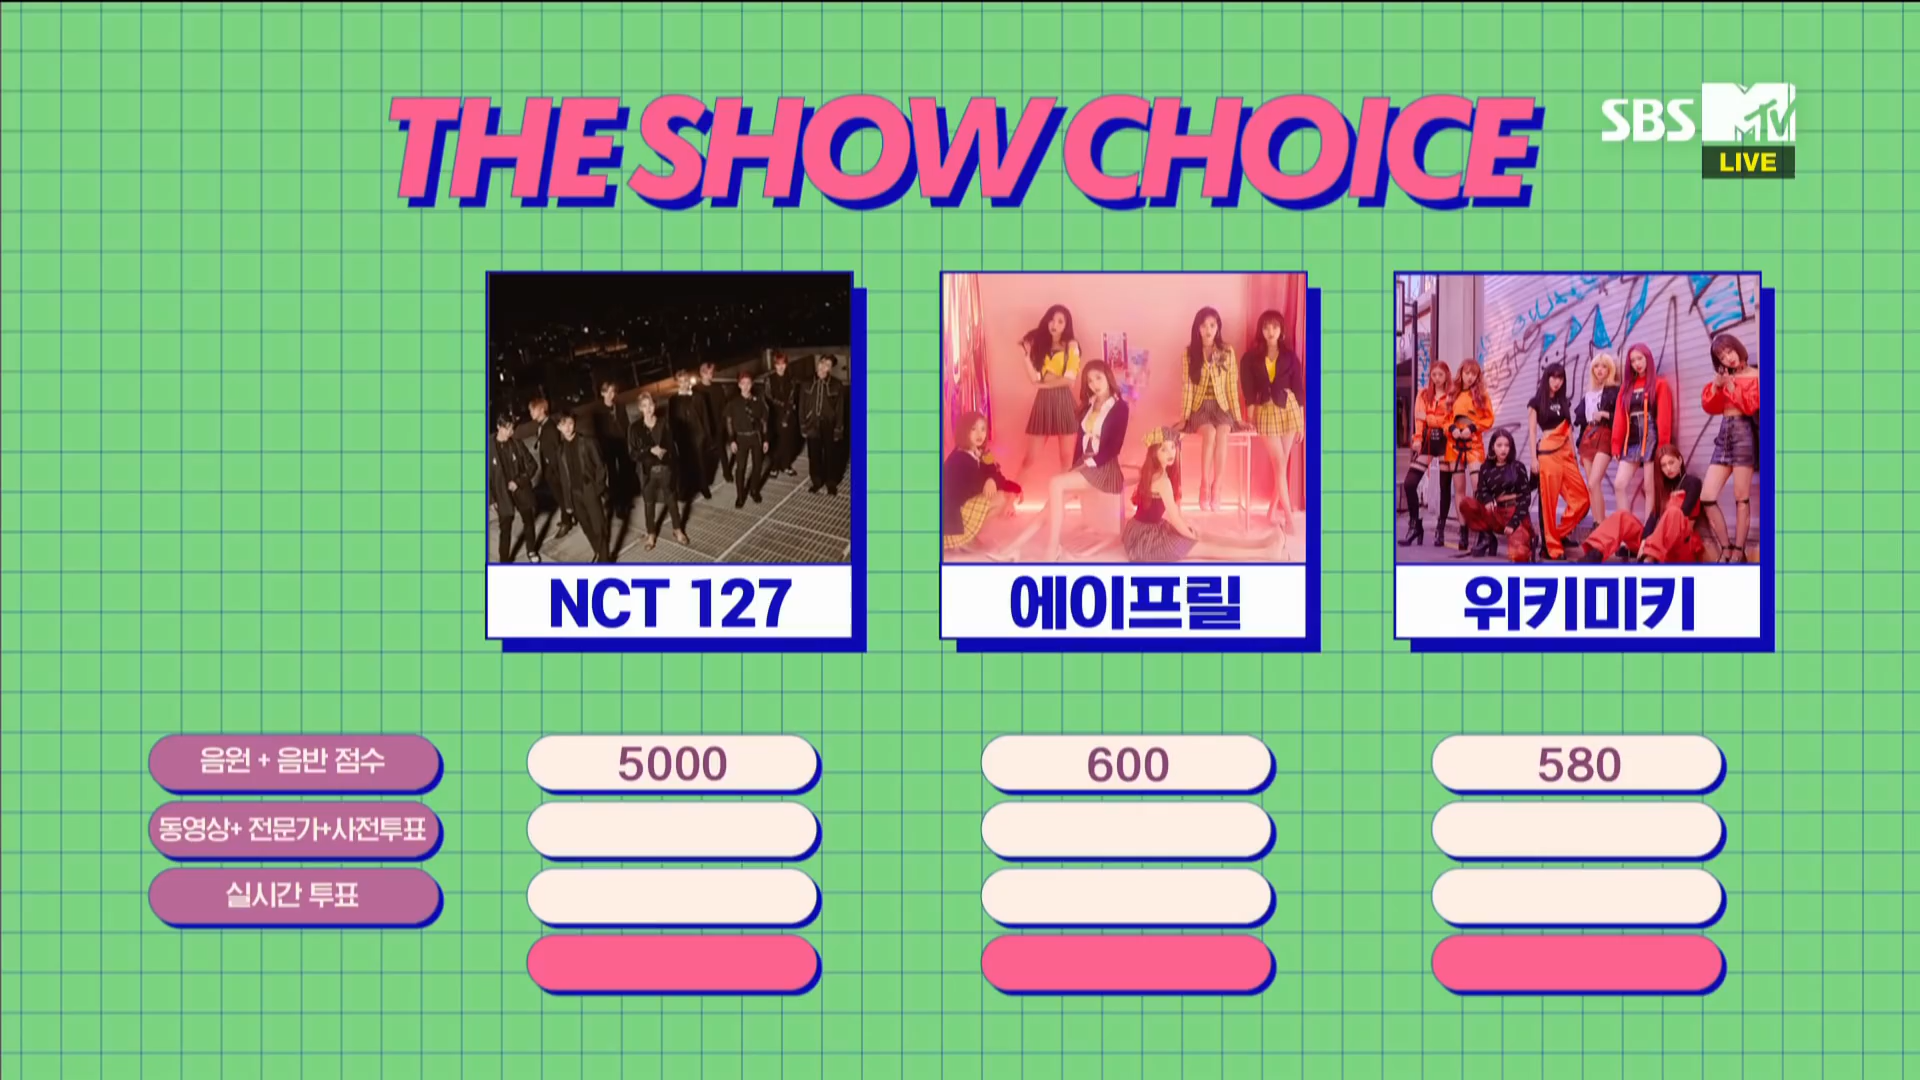 THE SHOW CHOICE
SBS MTV
LIVE
NCT 127
에이프릴
위키미키
음원 + 음반 점수
5000
600
580
동영상+ 전문가+사전투표
실시간 투표